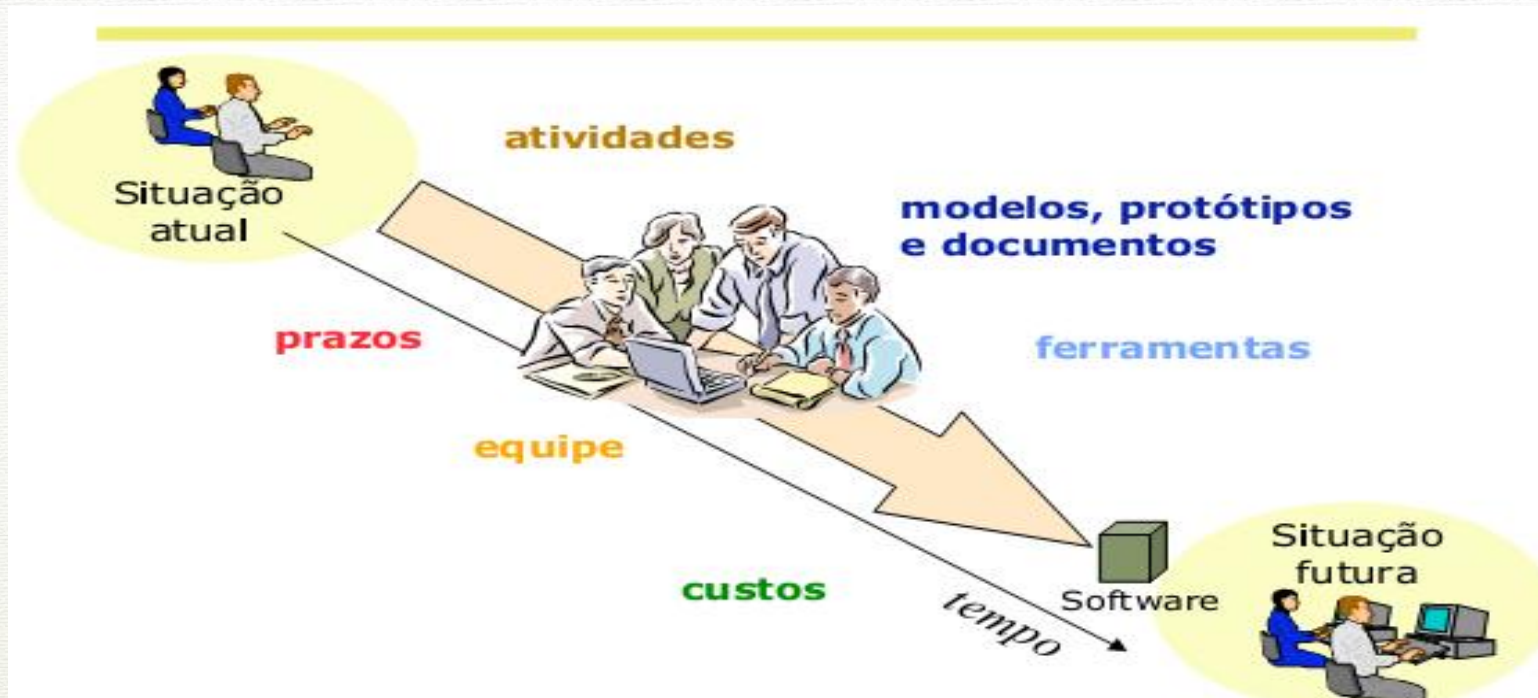 atividades
Situação
atual
modelos, protótipos
e documentos
prazos
ferramentas
equipe
Situação
futura
custos
tempo
Software